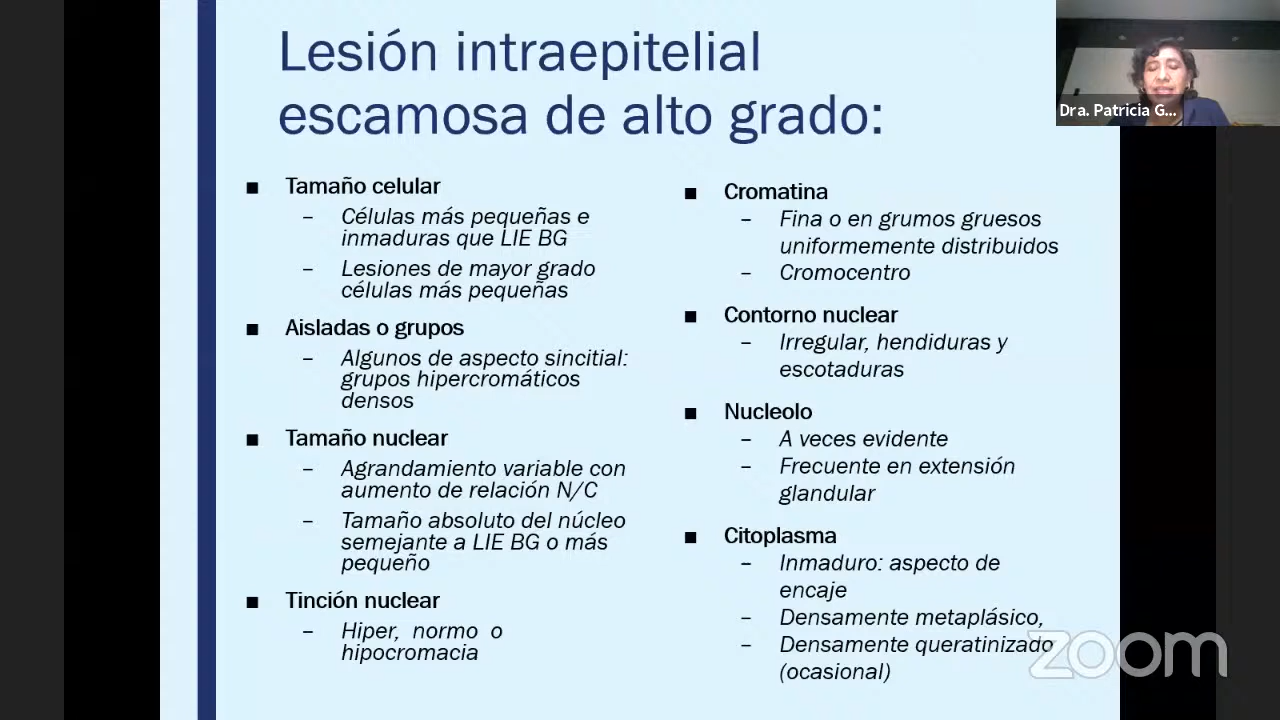 Lesión intraepitelial
escamosa de alto grado:
■ Tamaño celular
– Células más pequeñas e
inmaduras que LIE BG
– Lesiones de mayor grado
células más pequeñas
■ Aisladas o grupos
– Algunos de aspecto sincitial:
grupos hipercromáticos
densos
■ Tamaño nuclear
– Agrandamiento variable con
aumento de relación N/C
– Tamaño absoluto del núcleo
semejante a LIE BG o más
pequeño
■ Tinción nuclear
– Hiper, normo o
hipocromacia
■ Cromatina
– Fina o en grumos gruesos
uniformemente distribuidos
– Cromocentro
■ Contorno nuclear
– Irregular, hendiduras y
escotaduras
■ Nucleolo
– A veces evidente
– Frecuente en extensión
glandular
■ Citoplasma
– Inmaduro: aspecto de
encaje
– Densamente metaplásico,
– Densamente queratinizado
(ocasional)
Dra. Patricia G...
zoom